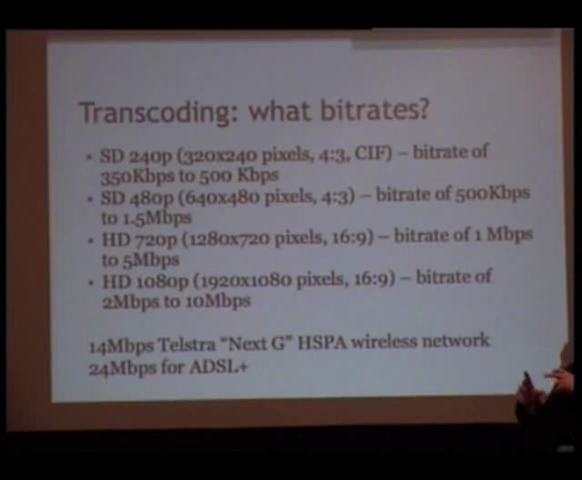 Transcoding: what bitrates?
• SD 240p (320x240 pixels, 4:3, CIF) – bitrate of
350Kbps to 500 Kbps
• SD 480p (640x480 pixels, 4:3) – bitrate of 500Kbps
to 1.5Mbps
• HD 720p (1280x720 pixels, 16:9) – bitrate of 1 Mbps
to 5Mbps
• HD 1080p (1920x1080 pixels, 16:9) – bitrate of
2Mbps to 10Mbps
14Mbps Telstra "Next G" HSPA wireless network
24Mbps for ADSL+